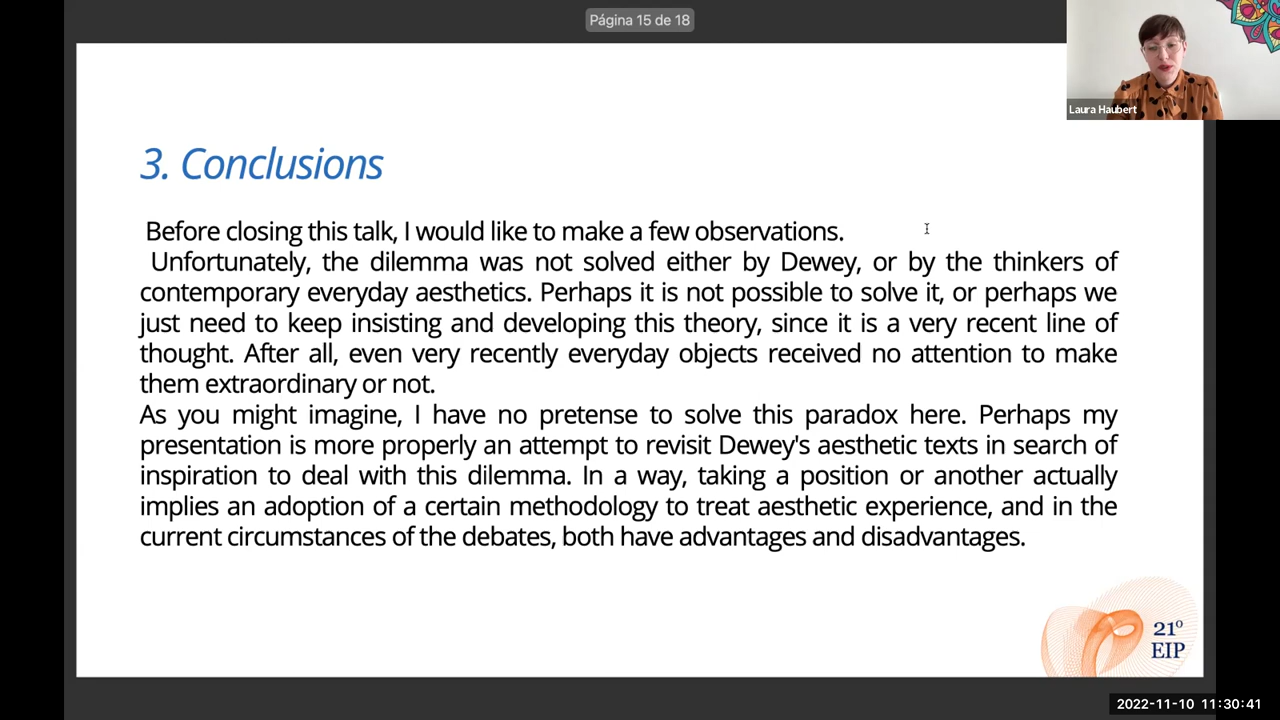 Página 15 de 18
Laura Haubert
3. Conclusions
Before closing this talk, I would like to make a few observations.
Unfortunately, the dilemma was not solved either by Dewey, or by the thinkers of
contemporary everyday aesthetics. Perhaps it is not possible to solve it, or perhaps we
just need to keep insisting and developing this theory, since it is a very recent line of
thought. After all, even very recently everyday objects received no attention to make
them extraordinary or not.
As you might imagine, I have no pretense to solve this paradox here. Perhaps my
presentation is more properly an attempt to revisit Dewey's aesthetic texts in search of
inspiration to deal with this dilemma. In a way, taking a position or another actually
implies an adoption of a certain methodology to treat aesthetic experience, and in the
current circumstances of the debates, both have advantages and disadvantages.
21º
EIP
2022-11-10 11:30:41